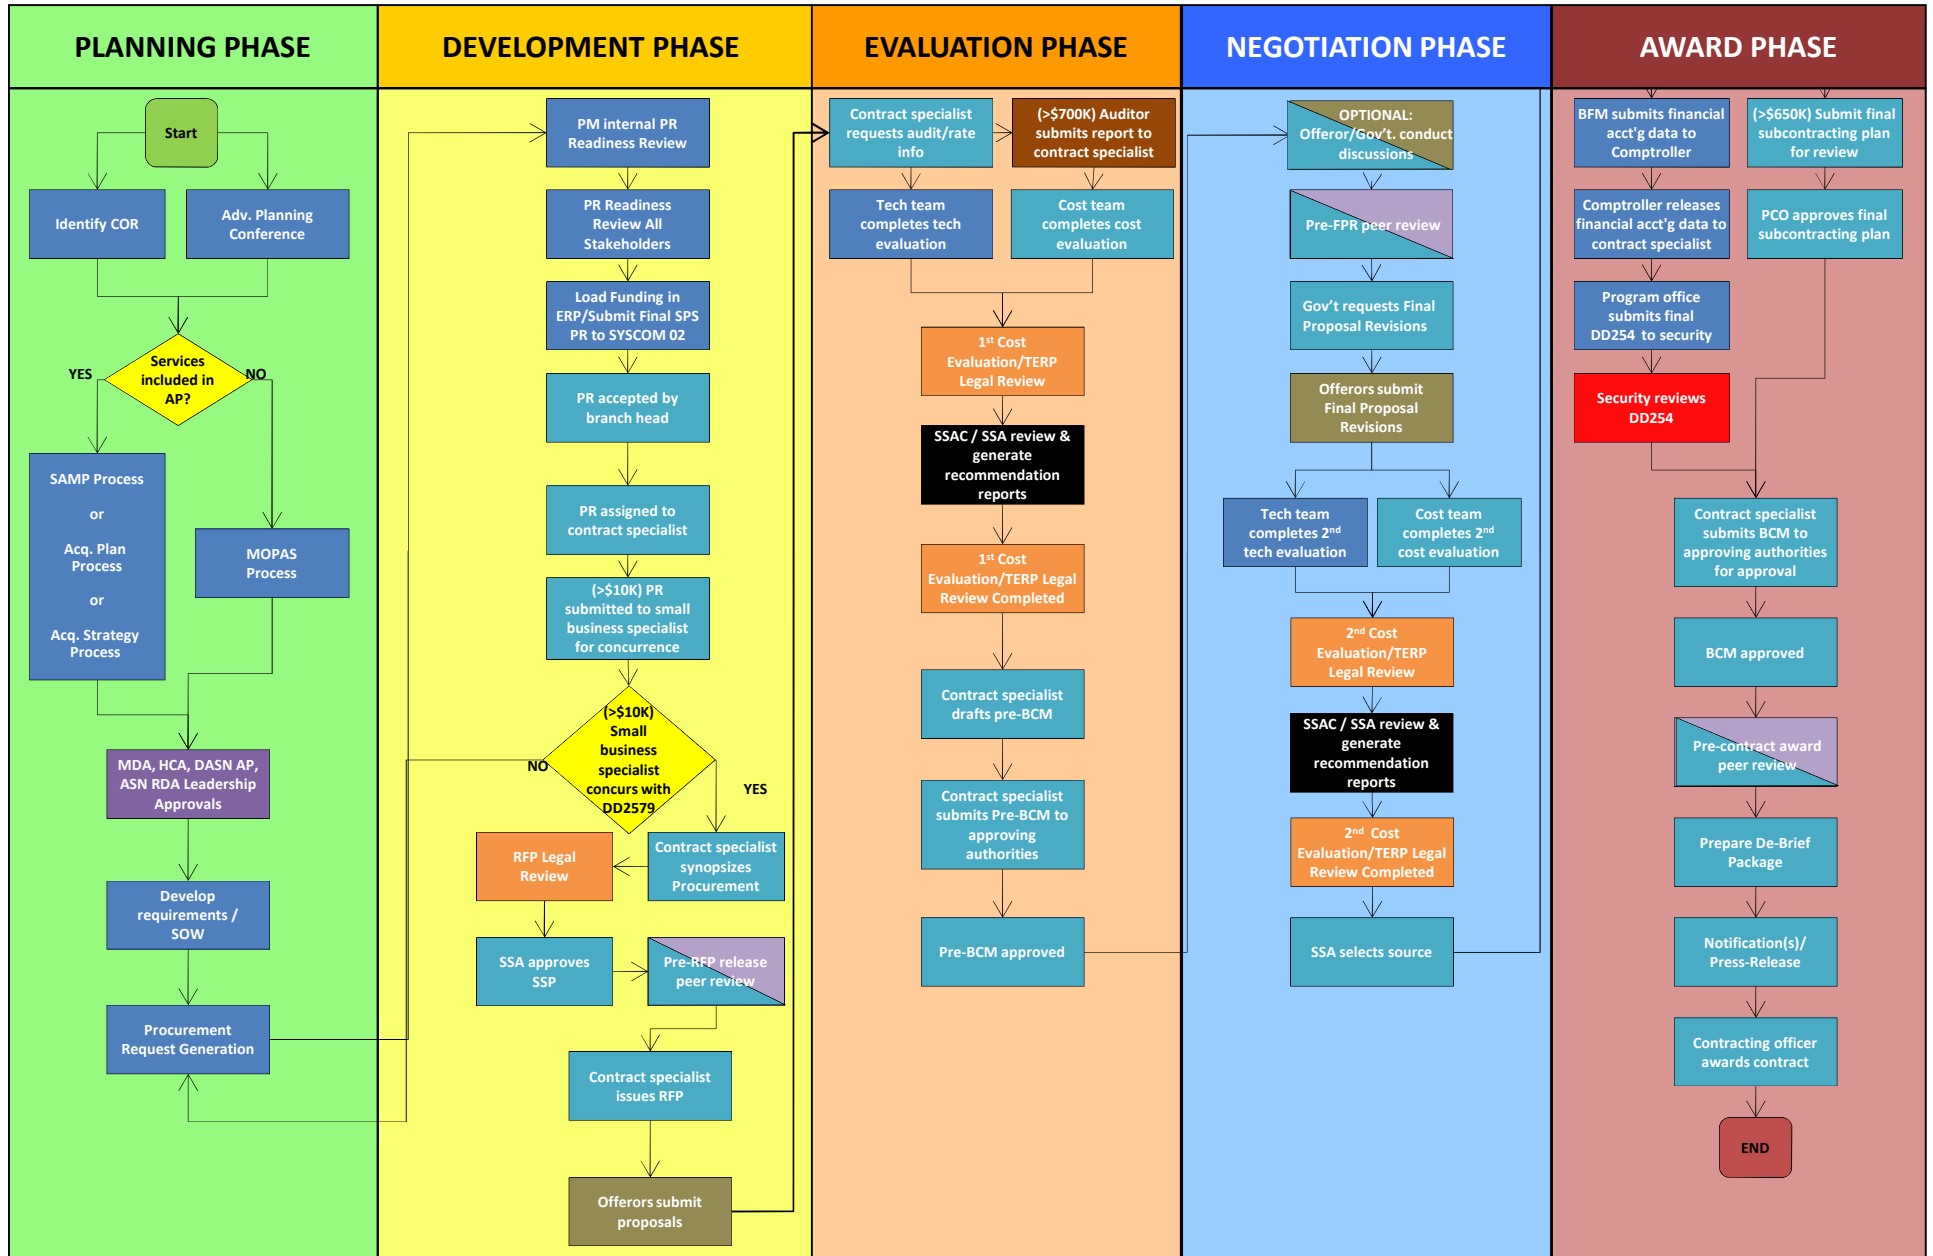 PLANNING PHASE
Start
Identify COR
Adv. Planning
Conference
Services
included in
AP?
YES
NO
SAMP Process
or
Acq. Plan
Process
or
Acq. Strategy
Process
MOPAS
Process
MDA, HCA, DASN AP,
ASN RDA Leadership
Approvals
Develop
requirements /
SOW
Procurement
Request Generation
DEVELOPMENT PHASE
PM internal PR
Readiness Review
PR Readiness
Review All
Stakeholders
Load Funding in
ERP/Submit Final SPS
PR to SYSCOM 02
PR accepted by
branch head
PR assigned to
contract specialist
(>$10K) PR
submitted to small
business specialist
for concurrence
(>$10K)
Small
business
specialist
concurs with
DD2579
NO
YES
RFP Legal
Review
Contract specialist
synopsizes
Procurement
SSA approves
SSP
Pre-RFP release
peer review
Contract specialist
issues RFP
Offerors submit
proposals
EVALUATION PHASE
Contract specialist
requests audit/rate
info
(>$700K) Auditor
submits report to
contract specialist
Tech team
completes tech
evaluation
Cost team
completes cost
evaluation
1st Cost
Evaluation/TERP
Legal Review
SSAC / SSA review &
generate
recommendation
reports
1st Cost
Evaluation/TERP Legal
Review Completed
Contract specialist
drafts pre-BCM
Contract specialist
submits Pre-BCM to
approving
authorities
Pre-BCM approved
NEGOTIATION PHASE
OPTIONAL:
Offeror/Gov't. conduct
discussions
Pre-FPR peer review
Gov't requests Final
Proposal Revisions
Offerors submit
Final Proposal
Revisions
Tech team
completes 2nd
tech evaluation
Cost team
completes 2nd
cost evaluation
2nd Cost
Evaluation/TERP
Legal Review
SSAC / SSA review &
generate
recommendation
reports
2nd Cost
Evaluation/TERP Legal
Review Completed
SSA selects source
AWARD PHASE
BFM submits financial
acct'g data to
Comptroller
(>$650K) Submit final
subcontracting plan
for review
Comptroller releases
financial acct'g data to
contract specialist
PCO approves final
subcontracting plan
Program office
submits final
DD254 to security
Security reviews
DD254
Contract specialist
submits BCM to
approving authorities
for approval
BCM approved
Pre-contract award
peer review
Prepare De-Brief
Package
Notification(s)/
Press-Release
Contracting officer
awards contract
END